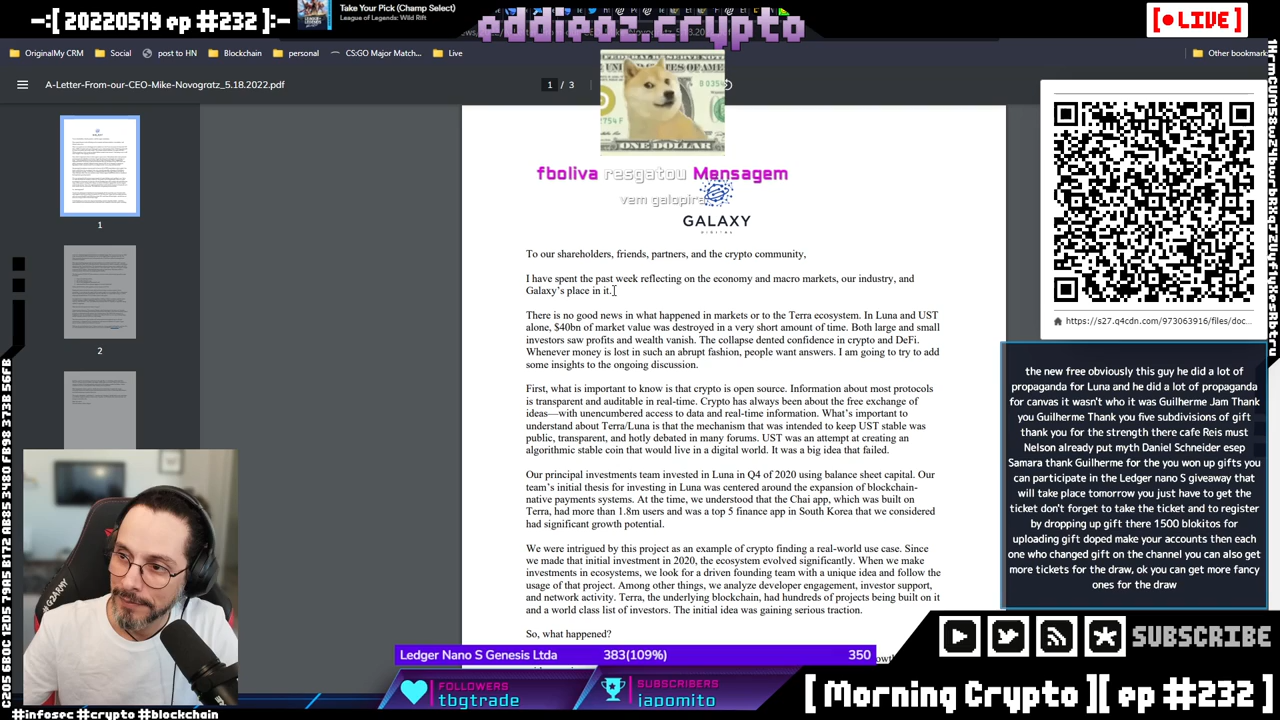 -:[ 20220519 ep #232 ]:-
Take Your Pick (Champ Select)
League of Legends: Wild Rift
eddieoz.crypto
[ LIVE ]
Social
post to HN
Blockchain
personal
CS:GO Major Match...
Live
Other bookmark
1 / 3
ONE DOLLAR
fboliva resgatou Mensagem
vem galopira
GALAXY
DIGITAL
1
2
To our shareholders, friends, partners, and the crypto community,
I have spent the past week reflecting on the economy and macro markets, our industry, and
Galaxy’s place in it.
There is no good news in what happened in markets or to the Terra ecosystem. In Luna and UST
alone, $40bn of market value was destroyed in a very short amount of time. Both large and small
investors saw profits and wealth vanish. The collapse dented confidence in crypto and DeFi.
Whenever money is lost in such an abrupt fashion, people want answers. I am going to try to add
some insights to the ongoing discussion.
First, what is important to know is that crypto is open source. Information about most protocols
is transparent and auditable in real-time. Crypto has always been about the free exchange of
ideas—with unencumbered access to data and real-time information. What’s important to
understand about Terra/Luna is that the mechanism that was intended to keep UST stable was
public, transparent, and hotly debated in many forums. UST was an attempt at creating an
algorithmic stable coin that would live in a digital world. It was a big idea that failed.
Our principal investments team invested in Luna in Q4 of 2020 using balance sheet capital. Our
team’s initial thesis for investing in Luna was centered around the expansion of blockchain-
native payments systems. At the time, we understood that the Chai app, which was built on
Terra, had more than 1.8m users and was a top 5 finance app in South Korea that we considered
had significant growth potential.
We were intrigued by this project as an example of crypto finding a real-world use case. Since
we made that initial investment in 2020, the ecosystem evolved significantly. When we make
investments in ecosystems, we look for a driven founding team with a unique idea and follow the
usage of that project. Among other things, we analyze developer engagement, investor support,
and network activity. Terra, the underlying blockchain, had hundreds of projects being built on it
and a world class list of investors. The initial idea was gaining serious traction.
So, what happened?
https://s27.q4cdn.com/973063916/files/doc...
the new free obviously this guy he did a lot of
propaganda for Luna and he did a lot of propaganda
for canvas it wasn't who it was Guilherme Jam Thank
you Guilherme Thank you five subdivisions of gift
thank you for the strength there cafe Reis must
Nelson already put myth Daniel Schneider esep
Samara thank Guilherme for the you won up gifts you
can participate in the Ledger nano S giveaway that
will take place tomorrow you just have to get the
ticket don't forget to take the ticket and to register
dropping up gift there 1500 blokitos for
uploading gift doped make your accounts then each
one who changed gift on the channel you can also get
more tickets for the draw, ok you can get more fancy
ones for the draw
Ledger Nano S Genesis Ltda
383(109%)
350
FOLLOWERS
tbgtrade
SUBSCRIBERS
iapomito
SUBSCRIBE
[ Morning Crypto ] ep #232 ]
#crypto #blockchain